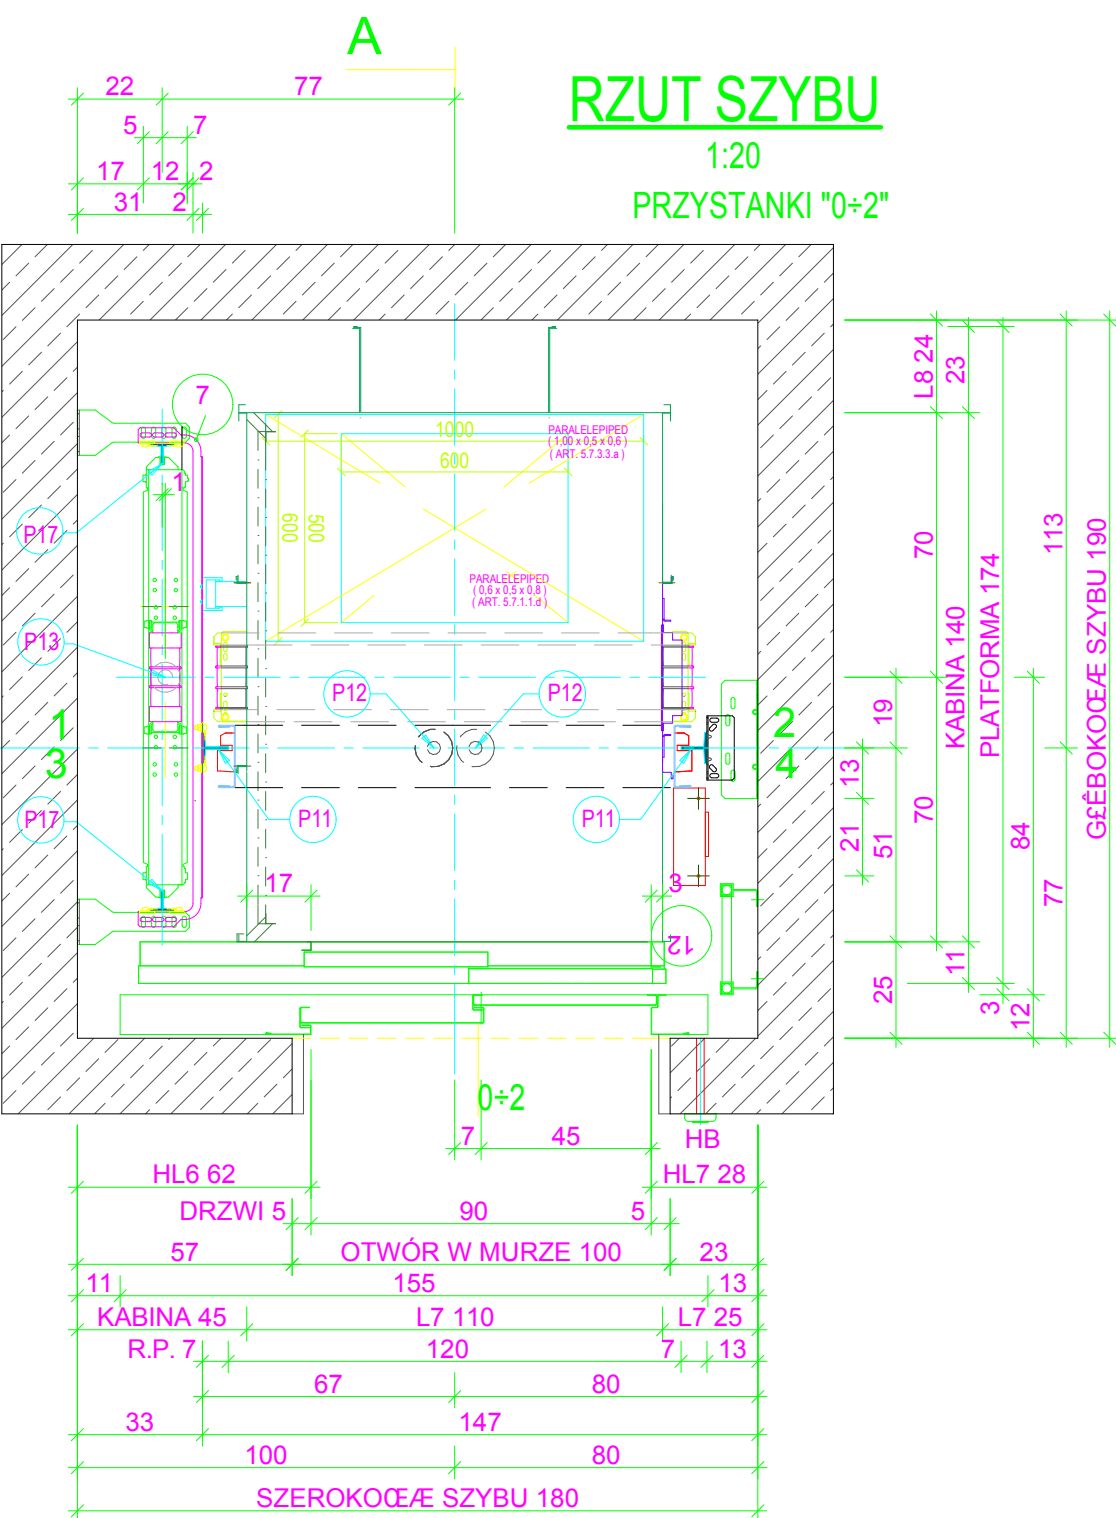 A
RZUT SZYBU
1:20
PRZYSTANKI "0÷2"
22
77
5
7
17
12
2
31
2
7
1
1000
600
600
500
PARALELEPIPED
( 1,00 x 0,5 x 0,6 )
( ART. 5.7.3.3.a )
PARALELEPIPED
( 0,6 x 0,5 x 0,8 )
( ART. 5.7.1.1.d )
P17
P13
P17
P12
P12
P11
P11
1
3
2
4
17
3
12
L8 24
23
70
70
KABINA 140
PLATFORMA 174
113
GŁÊBOKOŒÆ SZYBU 190
19
13
21
51
84
77
25
11
3
12
0÷2
7
45
HB
HL6 62
HL7 28
DRZWI 5
90
5
57
OTWÓR W MURZE 100
23
11
155
13
KABINA 45
L7 110
L7 25
R.P. 7
120
7
13
67
80
33
147
100
80
SZEROKOŒÆ SZYBU 180